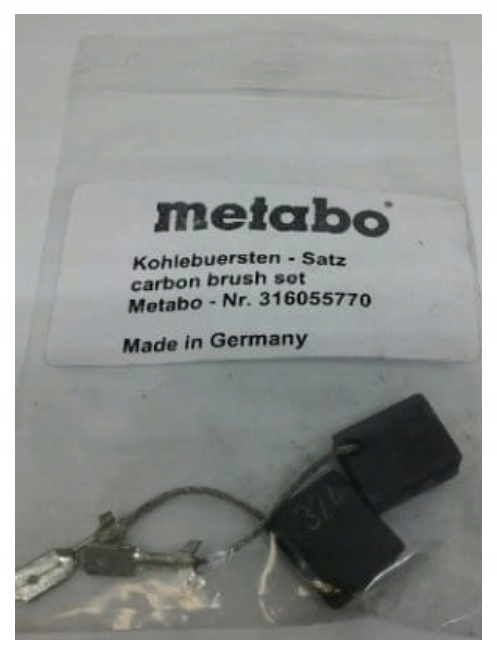 metabo
Kohlebuersten - Satz
carbon brush set
Metabo - Nr. 316055770
Made in Germany